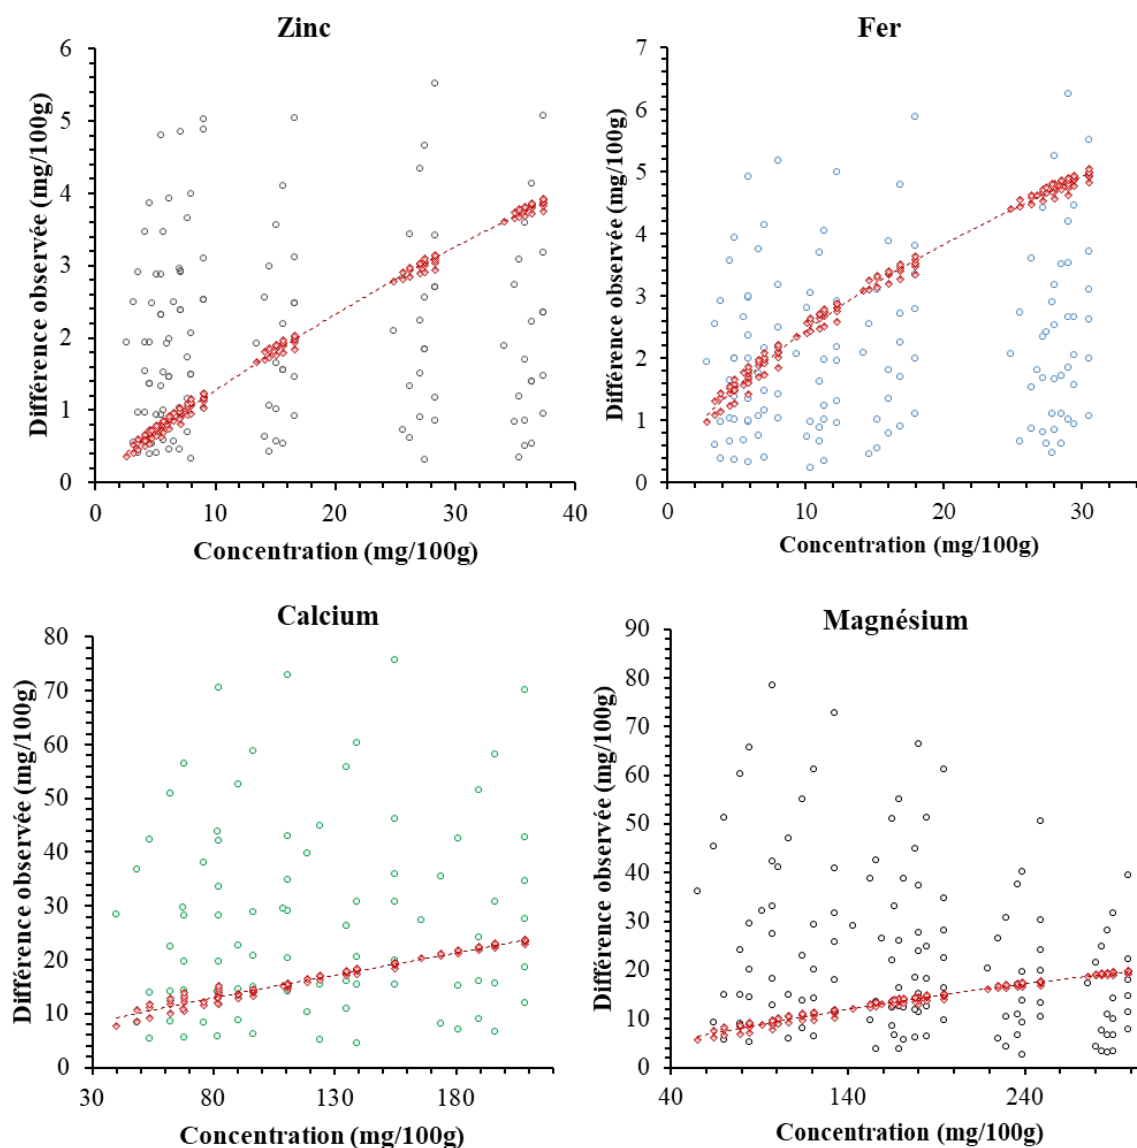 Zinc
Différence observée (mg/100g)
6
5
4
3
2
1
0
0 10 20 30 40
Concentration (mg/100g)
Fer
Différence observée (mg/100g)
7
6
5
4
3
2
1
0
0 10 20 30
Concentration (mg/100g)
Calcium
Différence observée (mg/100g)
80
70
60
50
40
30
20
10
0
30 80 130 180
Concentration (mg/100g)
Magnésium
Différence observée (mg/100g)
90
80
70
60
50
40
30
20
10
0
40 140 240
Concentration (mg/100g)